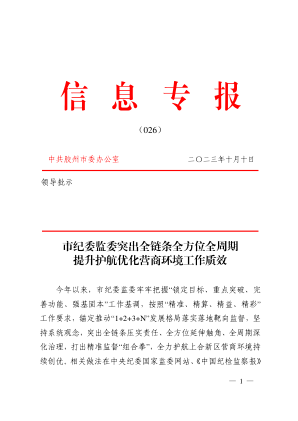 信息专报
（026）
中共胶州市委办公室 二〇二三年十月十日
领导批示
市纪委监委突出全链条全方位全周期
提升护航优化营商环境工作质效
今年以来，市纪委监委牢牢把握“锁定目标、重点突破、完
善功能、强基固本”工作基调，按照“精准，精算，精益，精彩”
工作要求，锚定推动“1+2+3+N”发展格局落实落地靶向监督，坚
持系统观念，突出全链条压实责任、全方位延伸触角、全周期深
化治理，打出精准监督“组合拳”，全力护航上合新区营商环境持
续创优，相关做法在中央纪委国家监委网站、《中国纪检监察报》
— 1 —